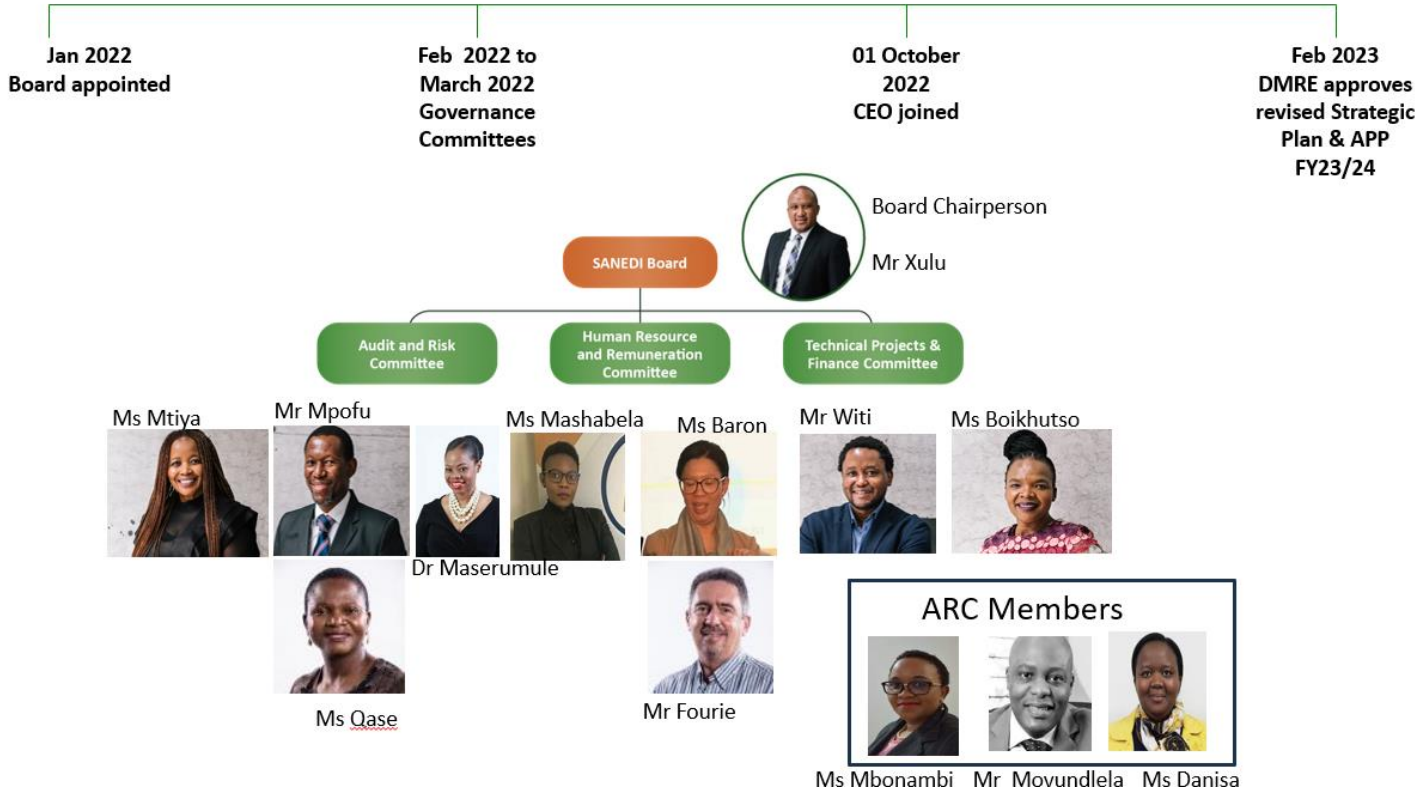 Jan 2022
Board appointed
Feb 2022 to
March 2022
Governance
Committees
01 October
2022
CEO joined
Feb 2023
DMRE approves
revised Strategic
Plan & APP
FY23/24
Board Chairperson
Mr Xulu
SANEDI Board
Audit and Risk
Committee
Human Resource
and Remuneration
Committee
Technical Projects &
Finance Committee
Ms Mtiya
Mr Mpofu
Ms Mashabela
Ms Baron
Mr Witi
Ms Boikhutso
Dr Maserumule
Ms Qase
Mr Fourie
ARC Members
Ms Mbonambi
Mr Movundlela
Ms Danisa